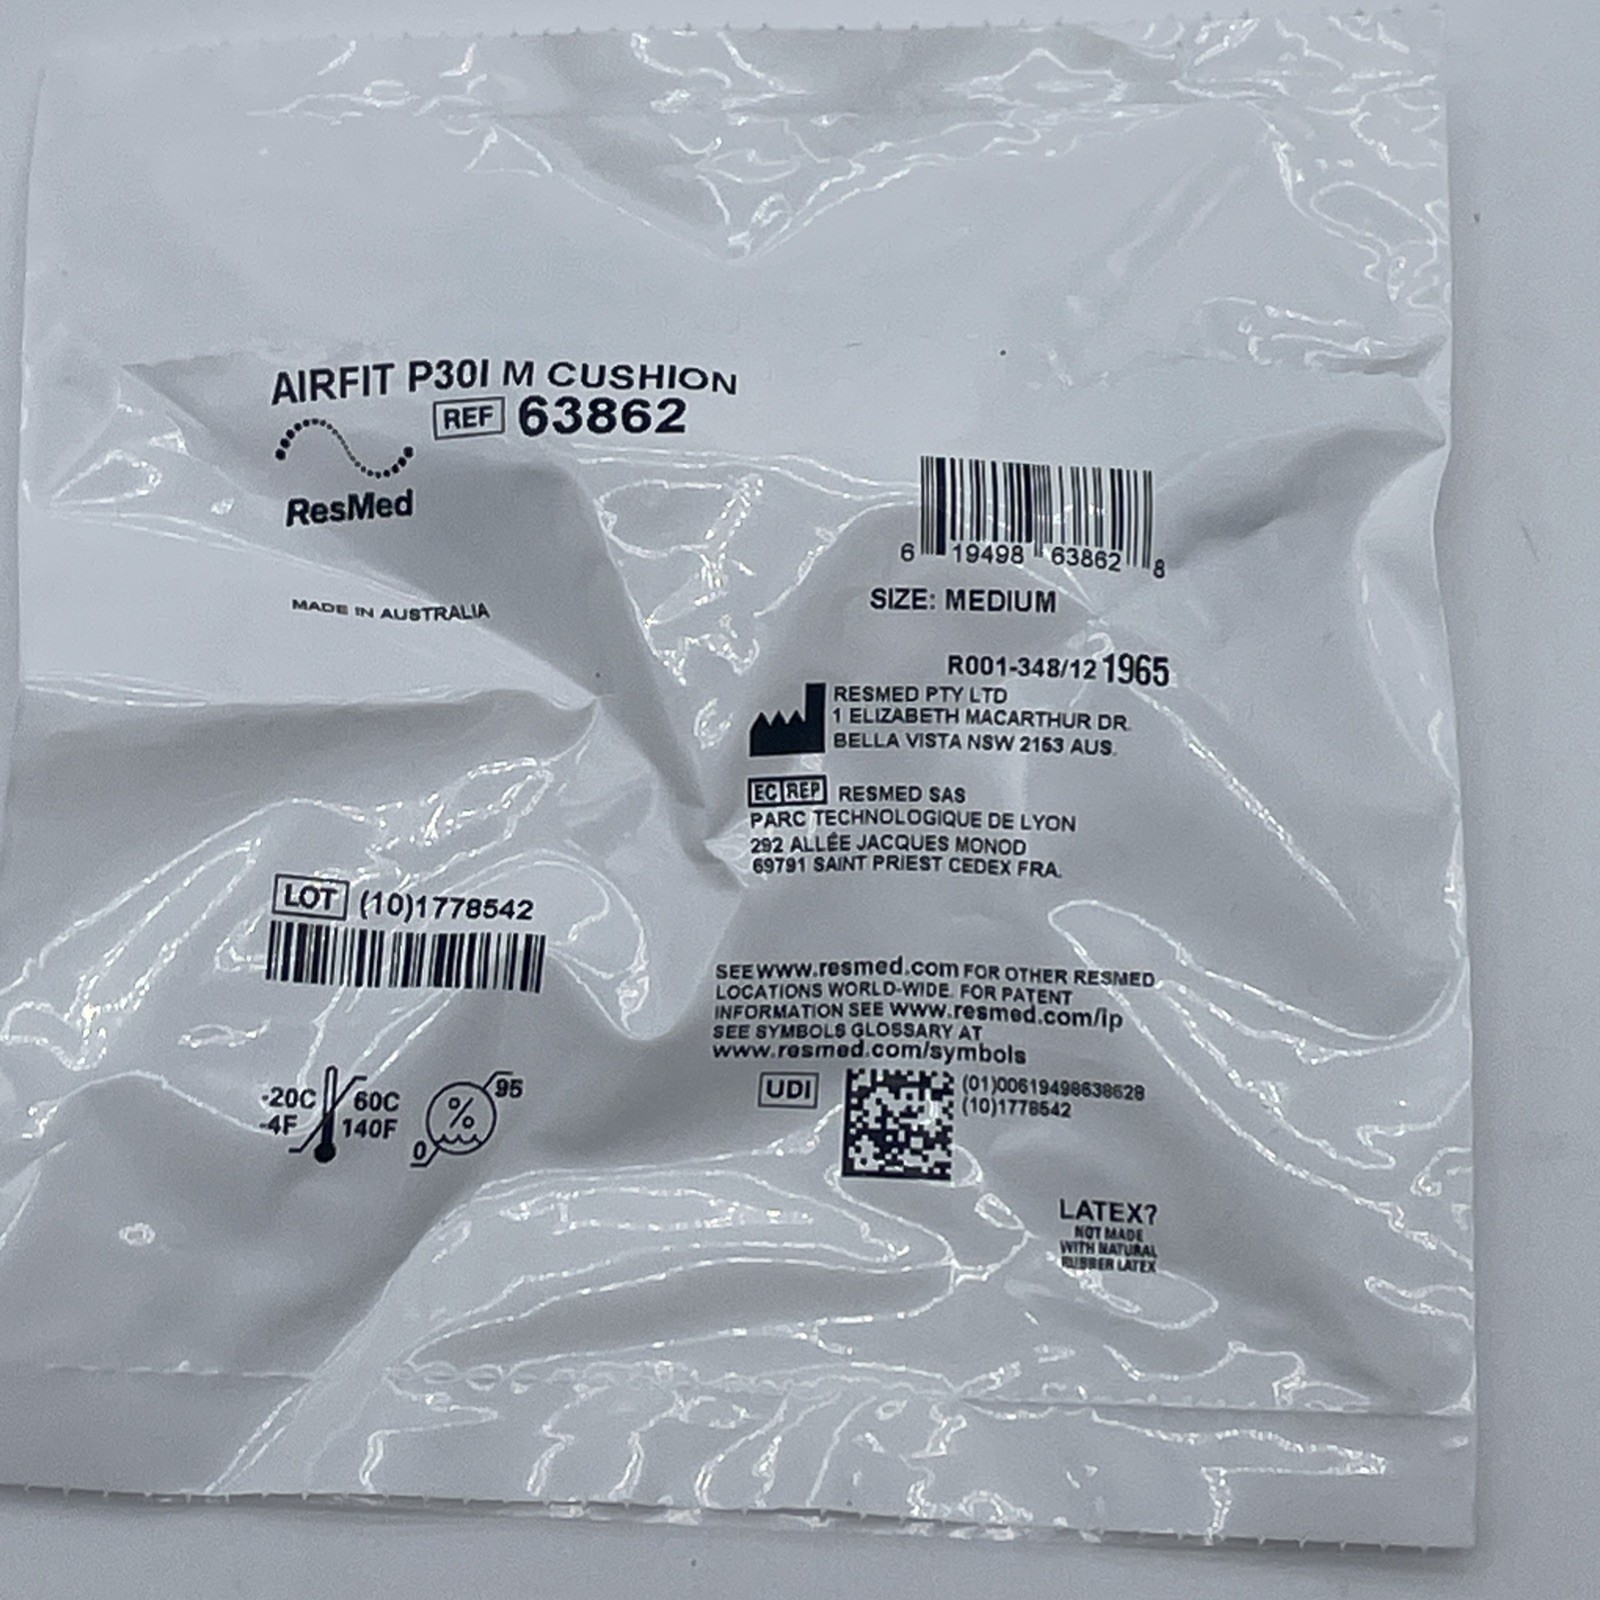 AIRFIT P30I M CUSHION
REF 63862
ResMed
MADE IN AUSTRALIA
6 19498 63862 8
SIZE: MEDIUM
R001-348/12 1965
RESMED PTY LTD
1 ELIZABETH MACARTHUR DR.
BELLA VISTA NSW 2153 AUS.
EC REP RESMED SAS
PARC TECHNOLOGIQUE DE LYON
292 ALLÉE JACQUES MONOD
69791 SAINT PRIEST CEDEX FRA.
LOT (10)1778542
SEE www.resmed.com FOR OTHER RESMED
LOCATIONS WORLD-WIDE. FOR PATENT
INFORMATION SEE www.resmed.com/ip
SEE SYMBOLS GLOSSARY AT
www.resmed.com/symbols
-20C 60C
-4F 140F
% 95
0
UDI (01)00619498638628
(10)1778542
LATEX?
NOT MADE
WITH NATURAL
RUBBER LATEX